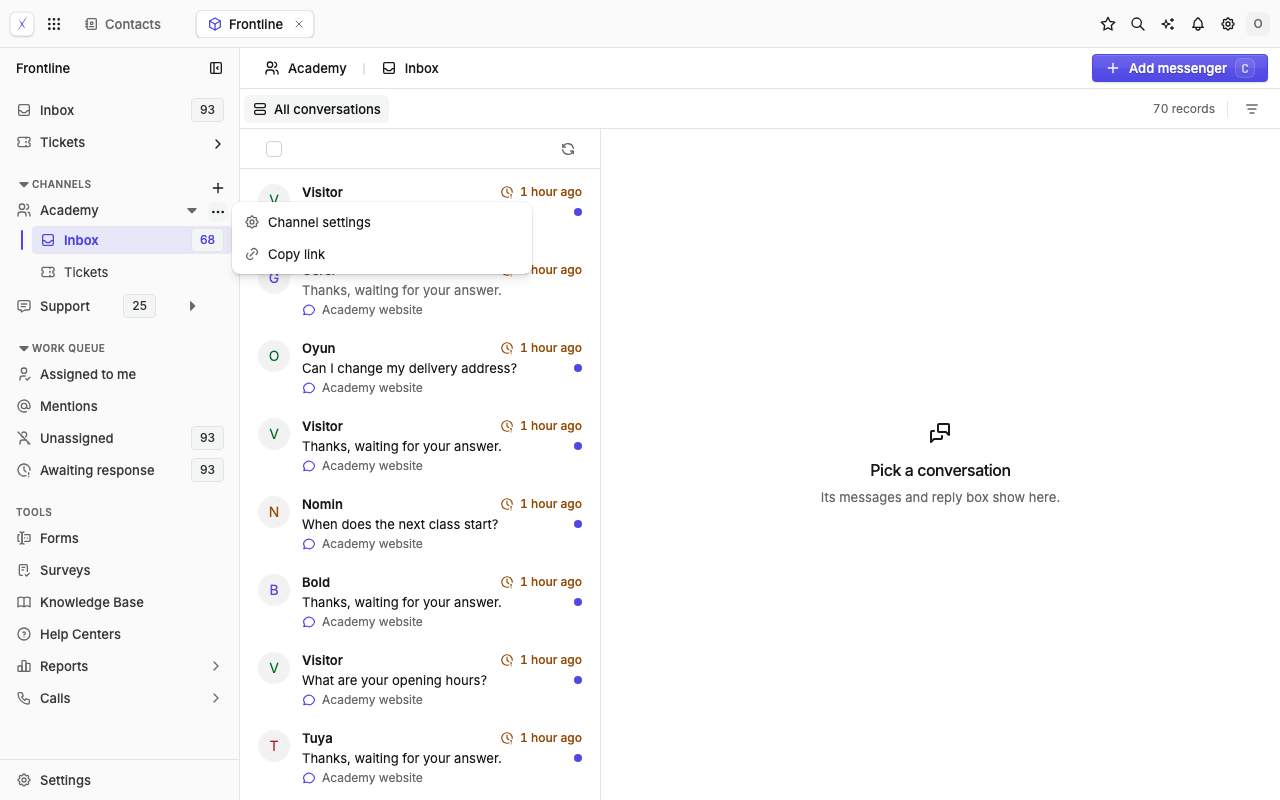 Contacts
Frontline
O
Frontline
Academy
Inbox
Add messenger C
Inbox 93
Tickets
All conversations
70 records
CHANNELS
Academy
Inbox 68
Tickets
Support 25
Channel settings
Copy link
WORK QUEUE
Assigned to me
Mentions
Unassigned 93
Awaiting response 93
TOOLS
Forms
Surveys
Knowledge Base
Help Centers
Reports
Calls
Settings
V Visitor 1 hour ago
G hour ago
Thanks, waiting for your answer.
Academy website
O Oyun 1 hour ago
Can I change my delivery address?
Academy website
V Visitor 1 hour ago
Thanks, waiting for your answer.
Academy website
N Nomin 1 hour ago
When does the next class start?
Academy website
B Bold 1 hour ago
Thanks, waiting for your answer.
Academy website
V Visitor 1 hour ago
What are your opening hours?
Academy website
T Tuya 1 hour ago
Thanks, waiting for your answer.
Academy website
Pick a conversation
Its messages and reply box show here.